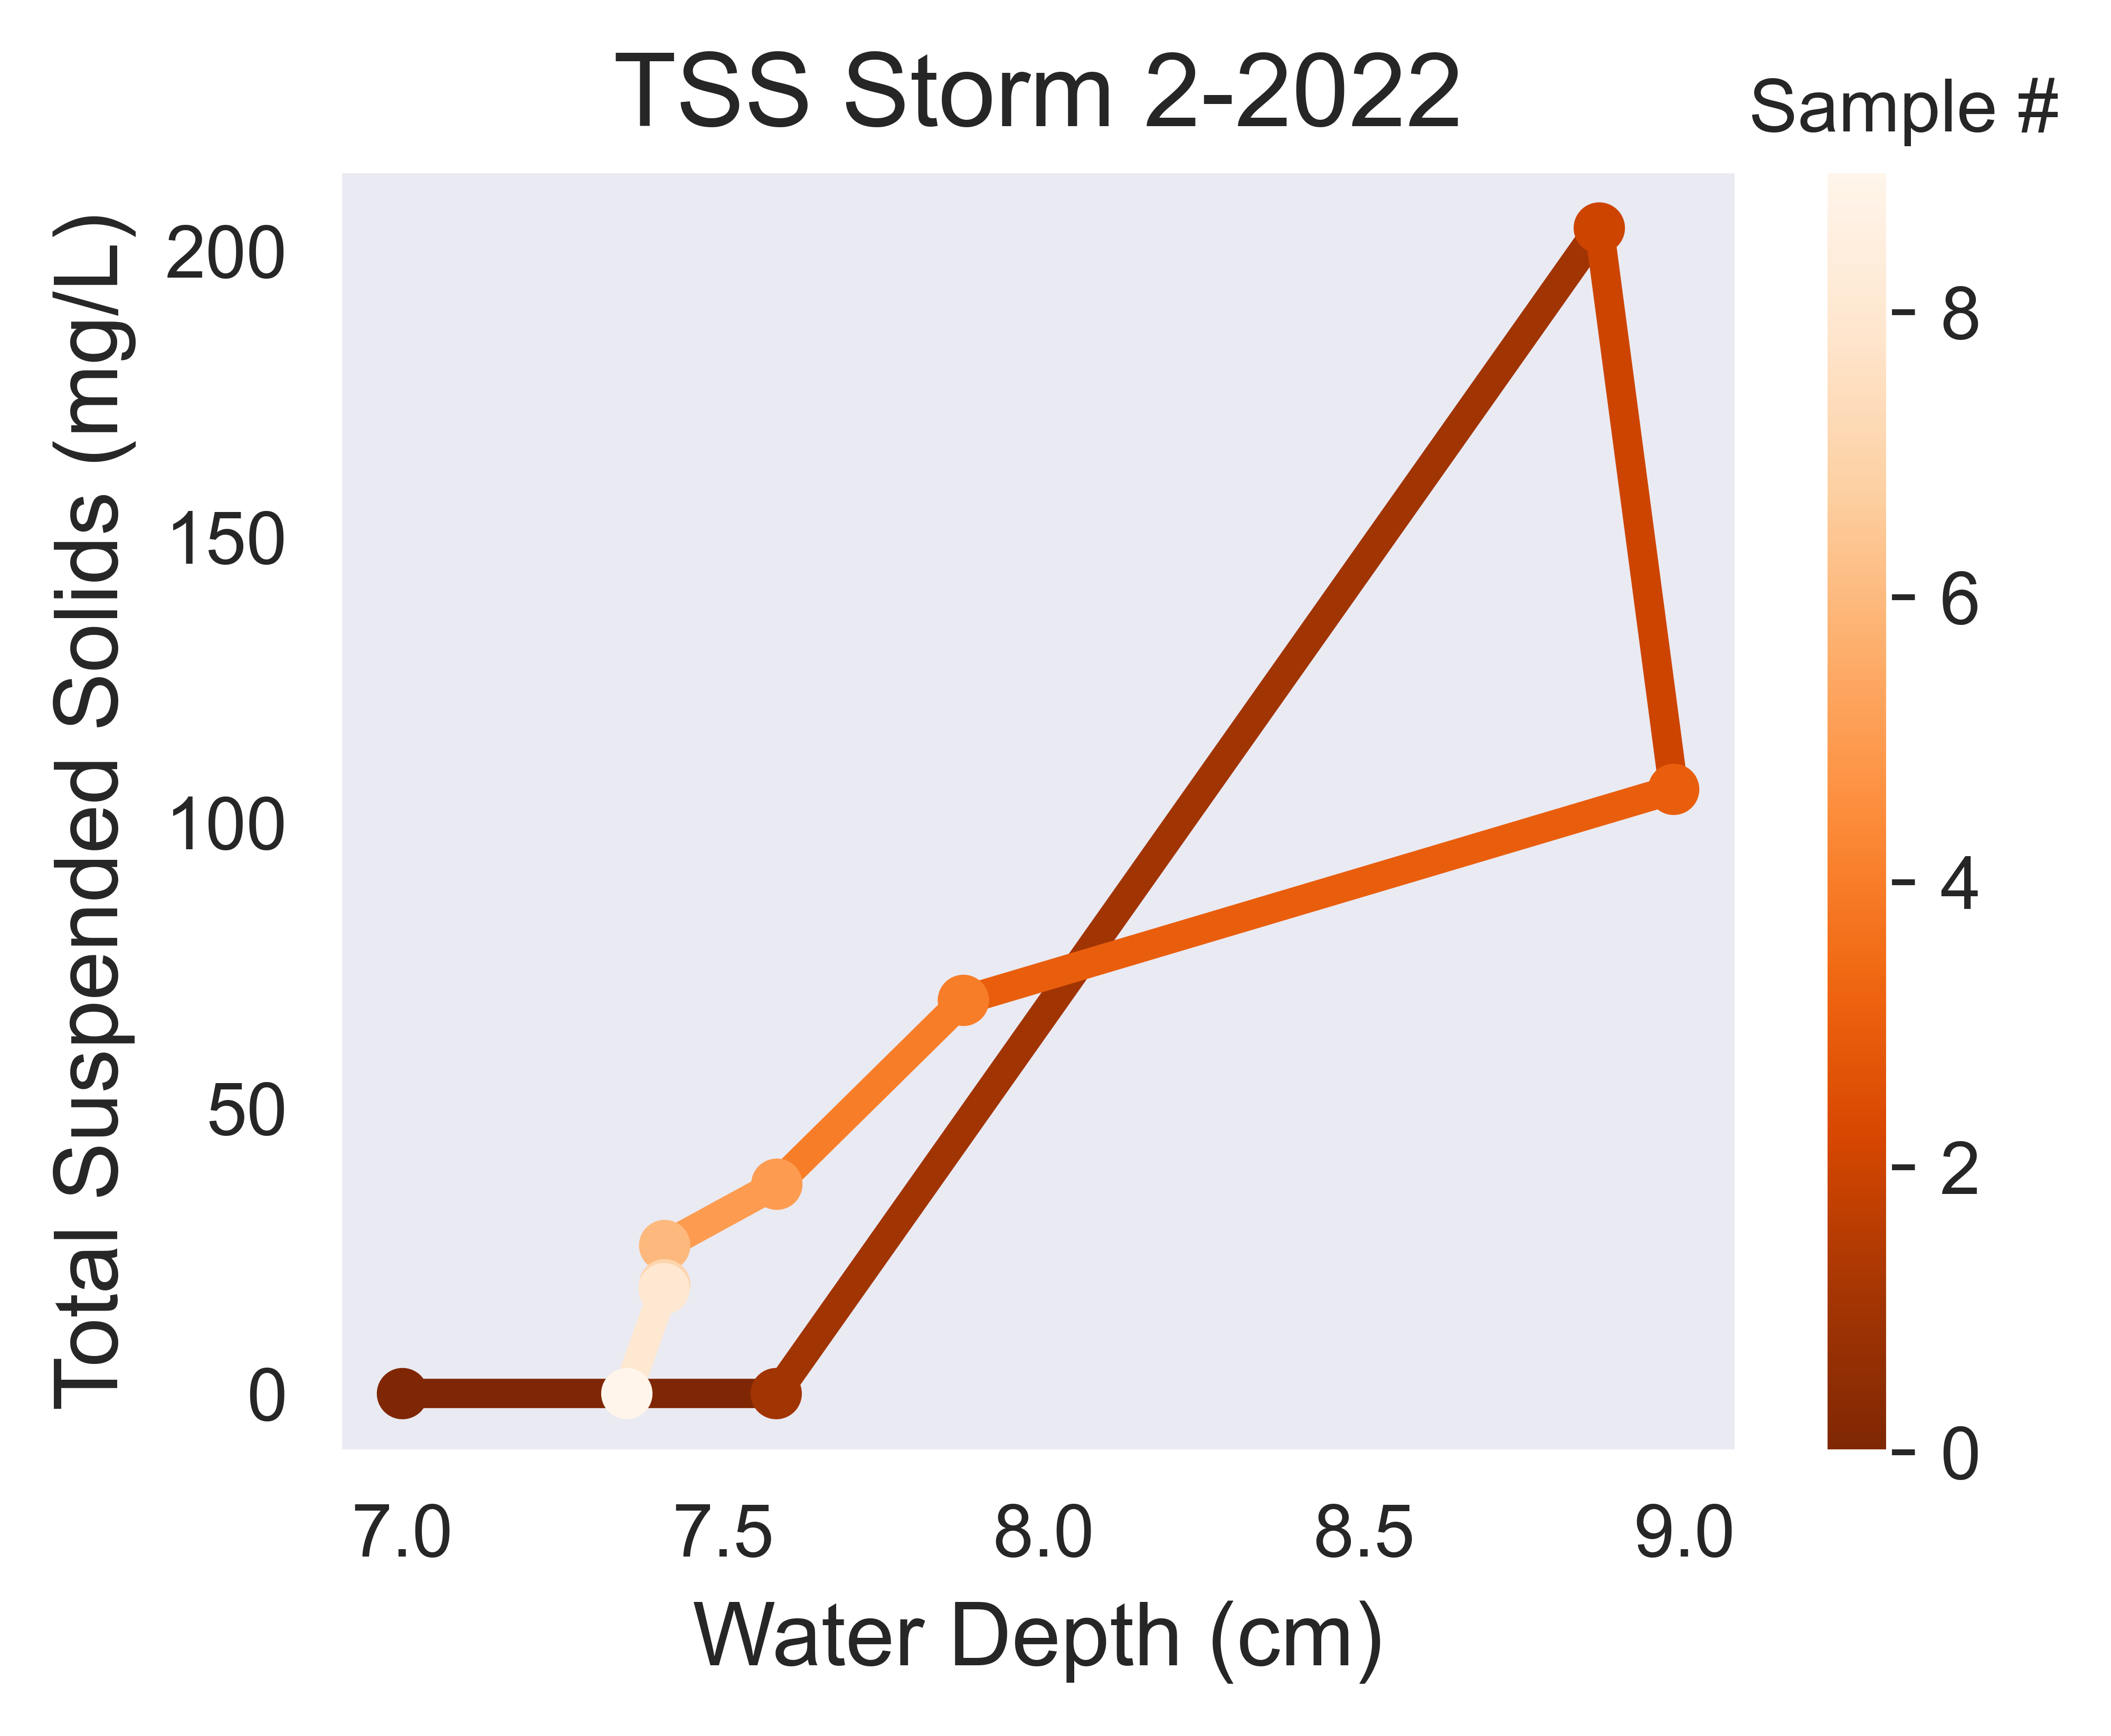 TSS Storm 2-2022
Sample #
Total Suspended Solids (mg/L)
200
150
100
50
0
8
6
4
2
0
7.0 7.5 8.0 8.5 9.0
Water Depth (cm)